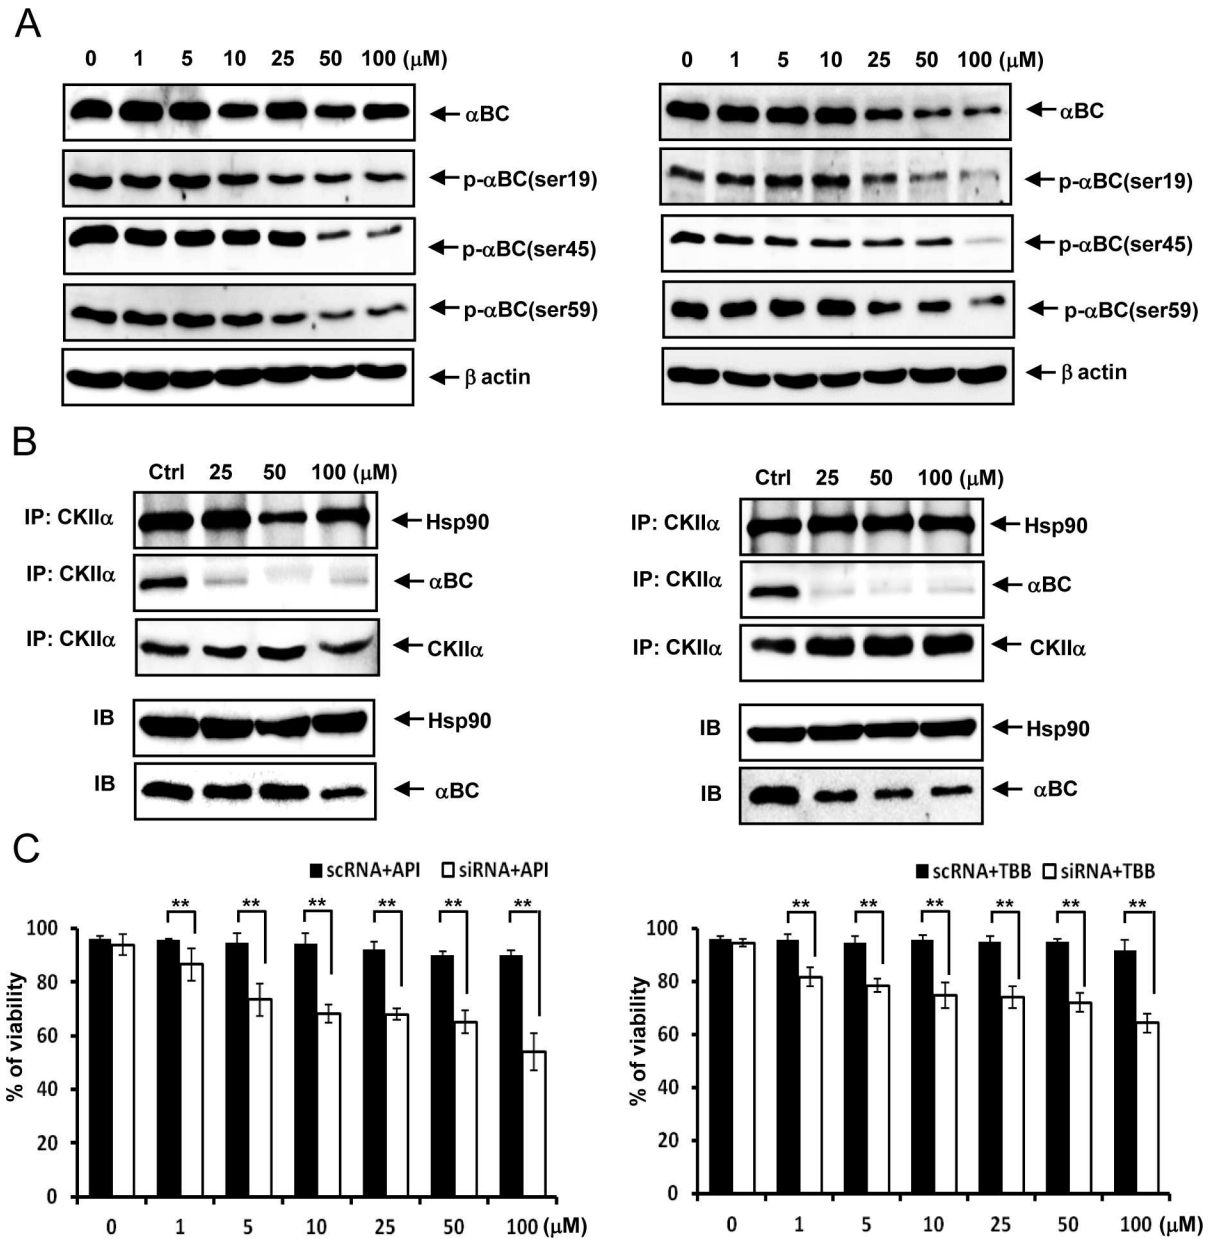 A
0 1 5 10 25 50 100 (μM)
αBC
p-αBC(ser19)
p-αBC(ser45)
p-αBC(ser59)
β actin
0 1 5 10 25 50 100 (μM)
αBC
p-αBC(ser19)
p-αBC(ser45)
p-αBC(ser59)
β actin
B
Ctrl 25 50 100 (μM)
IP: CKIIα Hsp90
IP: CKIIα αBC
IP: CKIIα CKIIα
IB Hsp90
IB αBC
Ctrl 25 50 100 (μM)
IP: CKIIα Hsp90
IP: CKIIα αBC
IP: CKIIα CKIIα
IB Hsp90
IB αBC
C
scRNA+API siRNA+API
** ** ** ** ** **
% of viability
100
80
60
40
20
0
0 1 5 10 25 50 100 (μM)
scRNA+TBB siRNA+TBB
** ** ** ** ** **
% of viability
100
80
60
40
20
0
0 1 5 10 25 50 100 (μM)